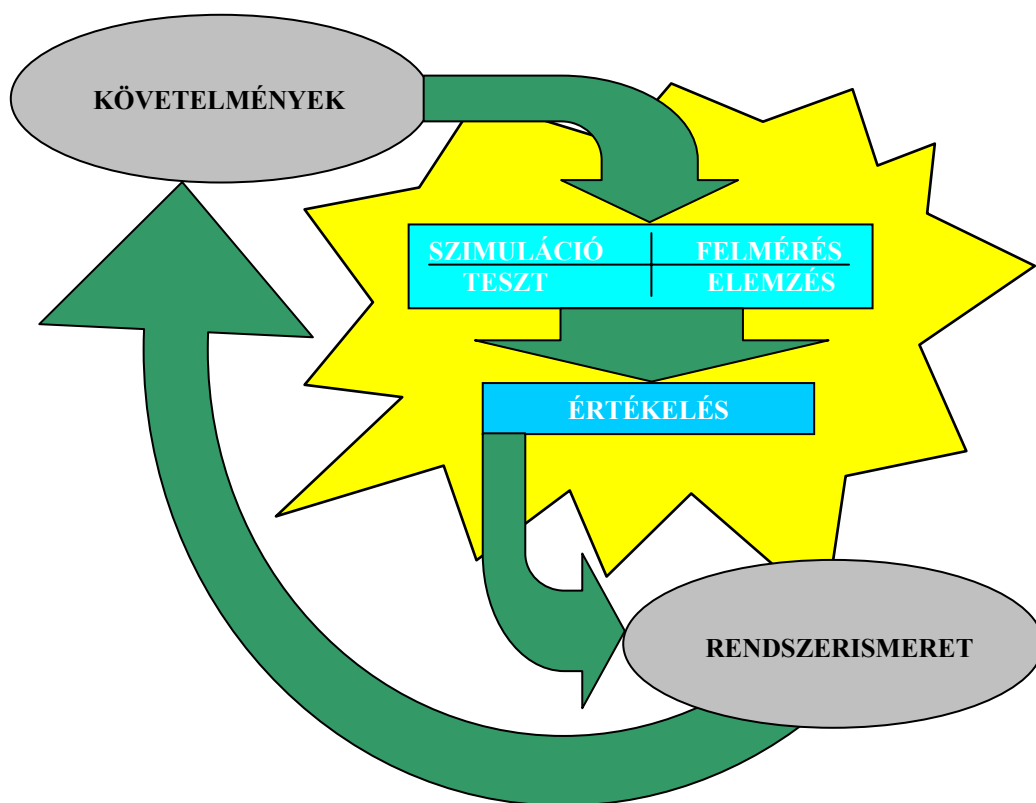 KÖVETELMÉNYEK
SZIMULÁCIÓ FELMÉRÉS
TESZT ELEMZÉS
ÉRTÉKELÉS
RENDSZERISMERET